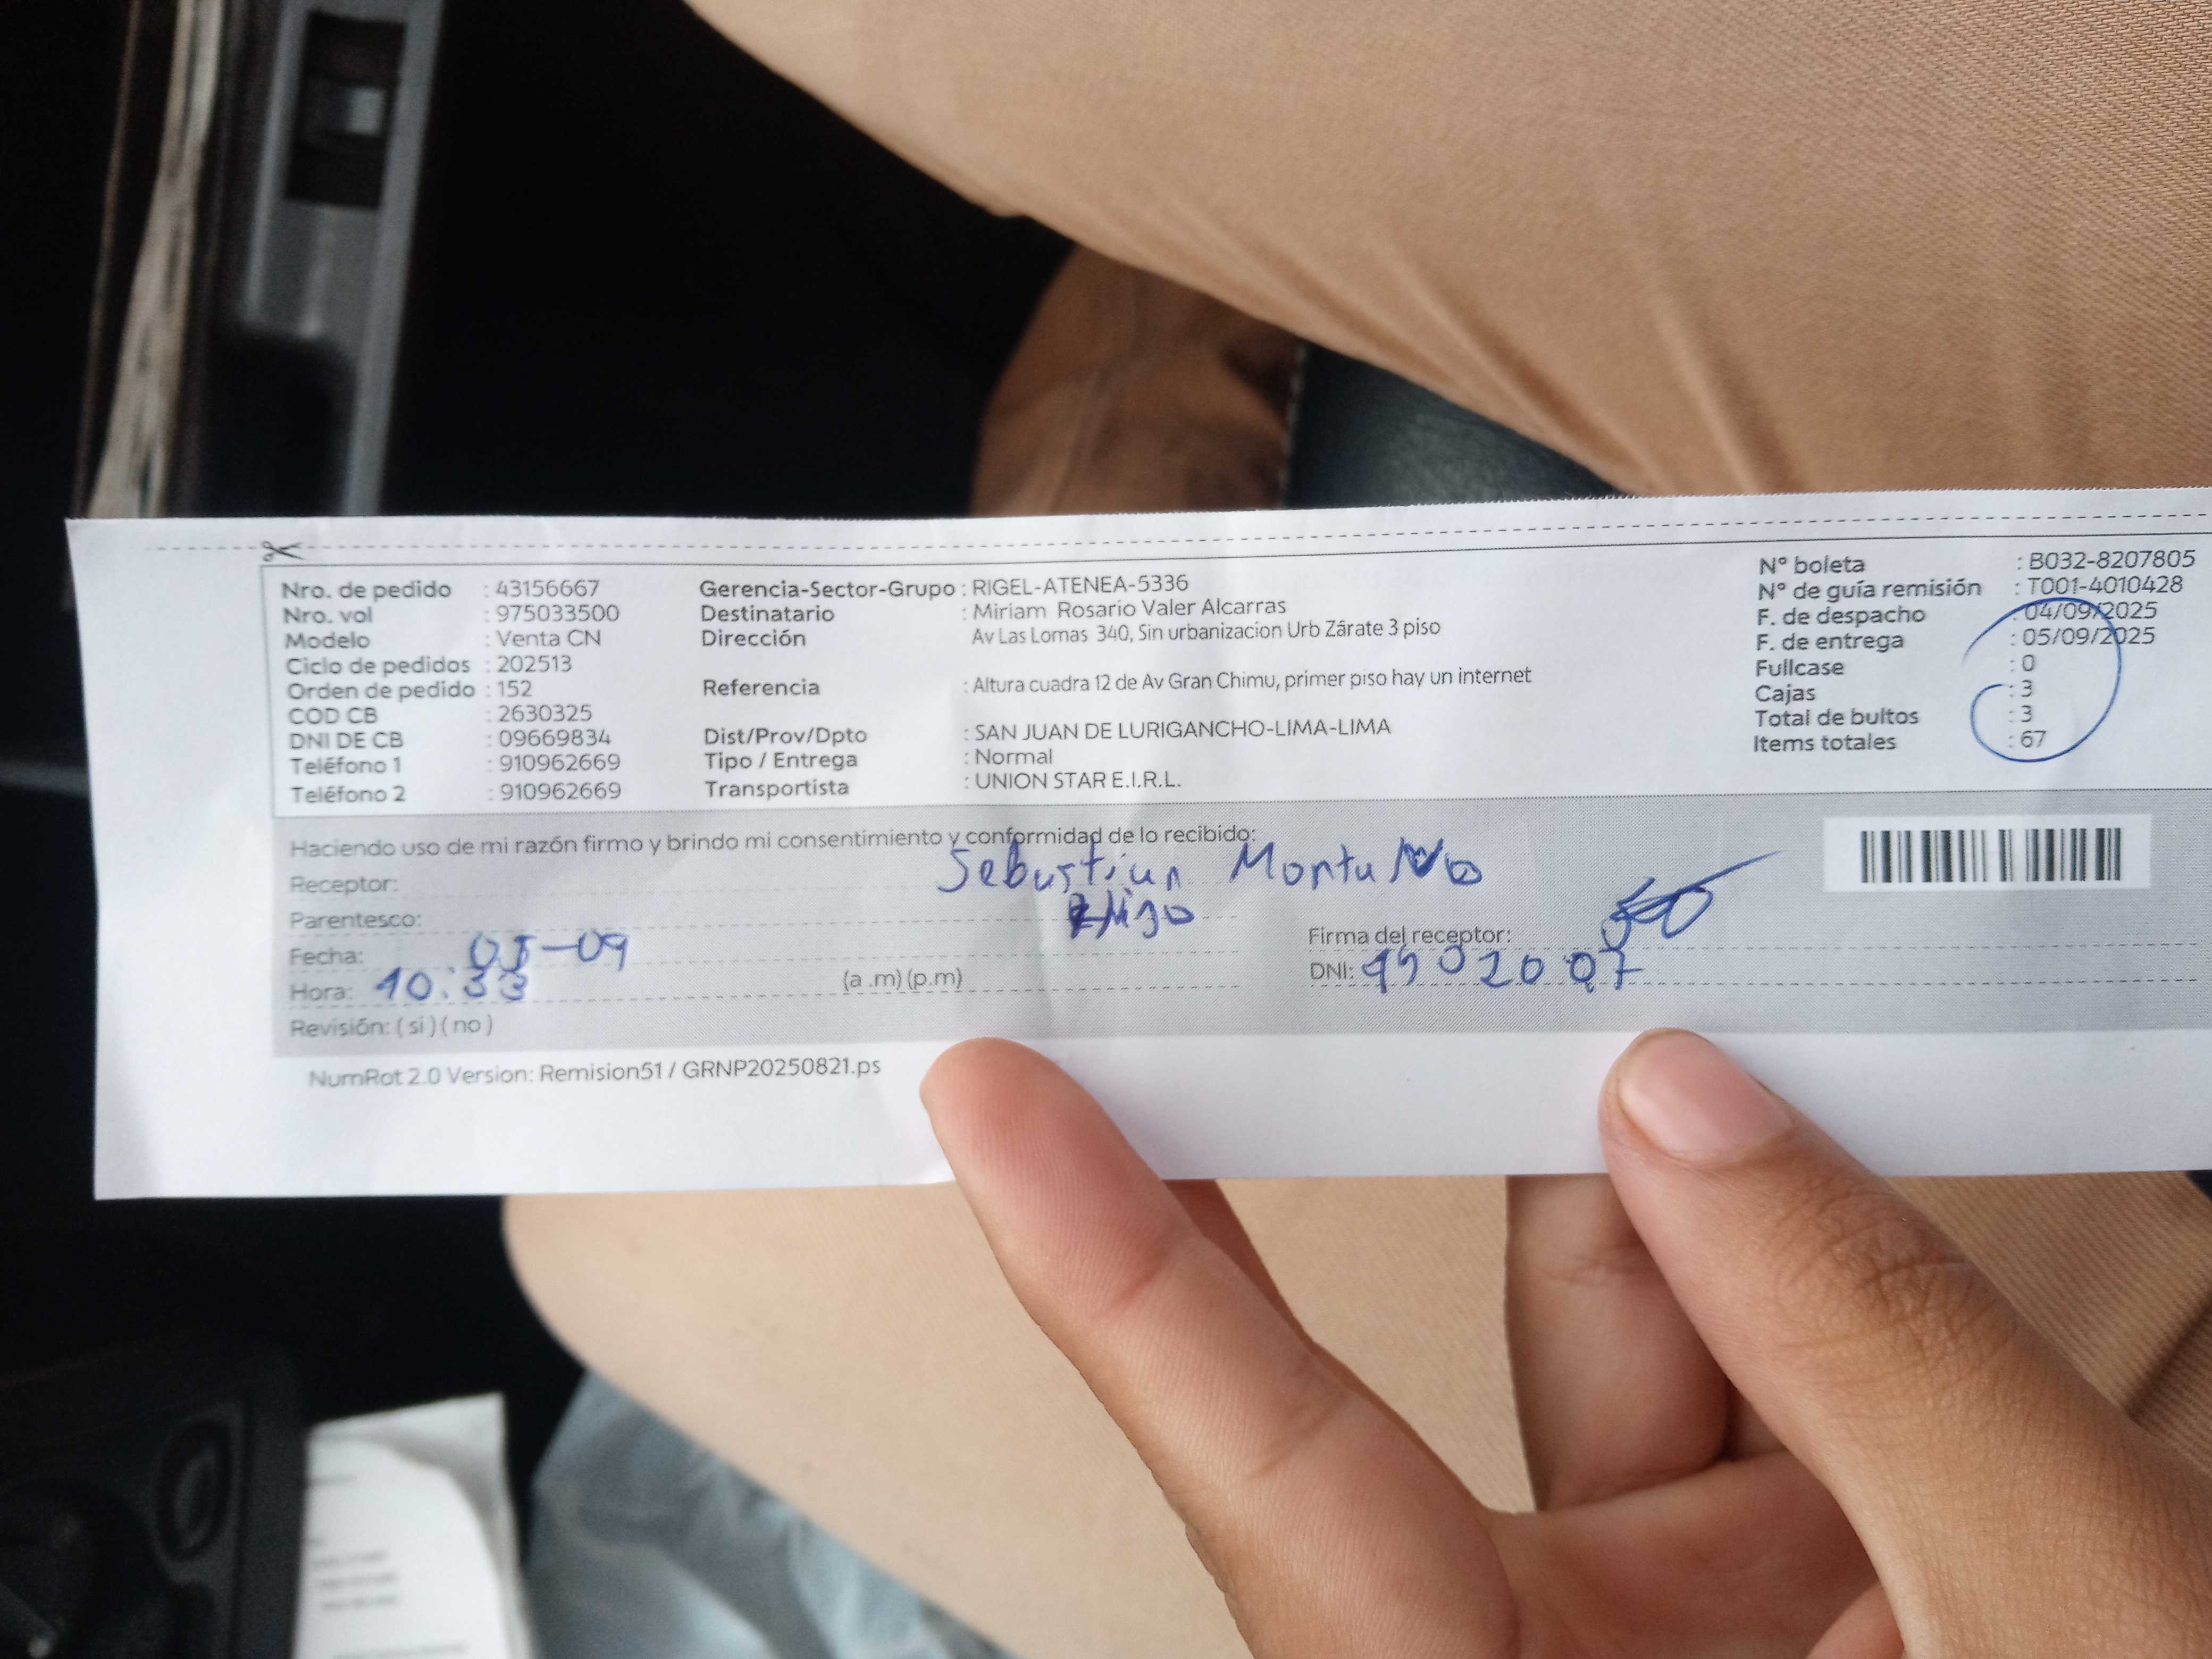 Nro. de pedido : 43156667
Nro. vol : 975033500
Modelo : Venta CN
Ciclo de pedidos : 202513
Orden de pedido : 152
COD CB : 2630325
DNI DE CB : 09669834
Teléfono 1 : 910962669
Teléfono 2 : 910962669
Gerencia-Sector-Grupo : RIGEL-ATENEA-5336
Destinatario : Miriam Rosario Valer Alcarras
Dirección Av Las Lomas 340, Sin urbanizacion Urb Zárate 3 piso
Referencia : Altura cuadra 12 de Av Gran Chimu, primer piso hay un internet
Dist/Prov/Dpto : SAN JUAN DE LURIGANCHO-LIMA-LIMA
Tipo / Entrega : Normal
Transportista : UNION STAR E.I.R.L.
N° boleta : B032-8207805
N° de guía remisión : T001-4010428
F. de despacho : 04/09/2025
F. de entrega : 05/09/2025
Fullcase : 0
Cajas : 3
Total de bultos : 3
Items totales : 67
Haciendo uso de mi razón firmo y brindo mi consentimiento y conformidad de lo recibido:
Receptor: Sebastian
Parentesco: Hijo
Fecha: 05-09
Hora: 10:33 (a .m) (p.m)
Revisión: ( si ) ( no )
Firma del receptor:
DNI:
NumRot 2.0 Version: Remision51 / GRNP20250821.ps